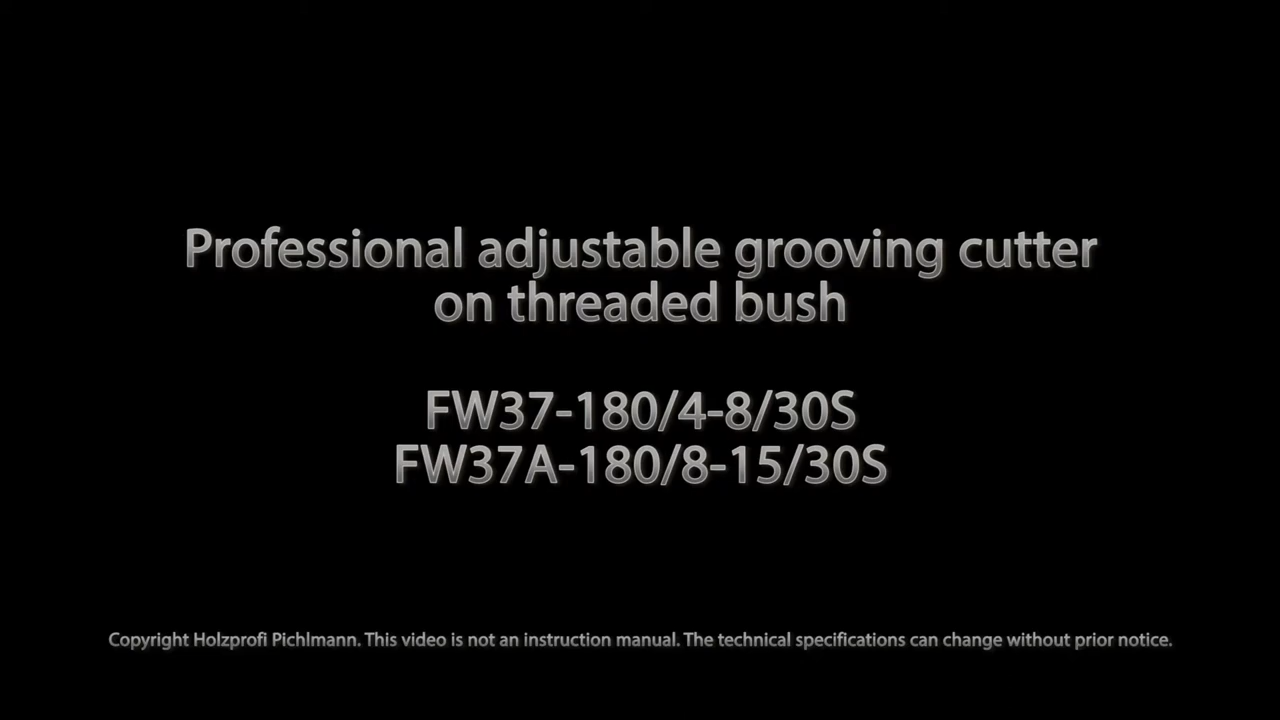 Professional adjustable grooving cutter
on threaded bush
FW37-180/4-8/30S
FW37A-180/8-15/30S
Copyright Holzprofi Pichlmann. This video is not an instruction manual. The technical specifications can change without prior notice.